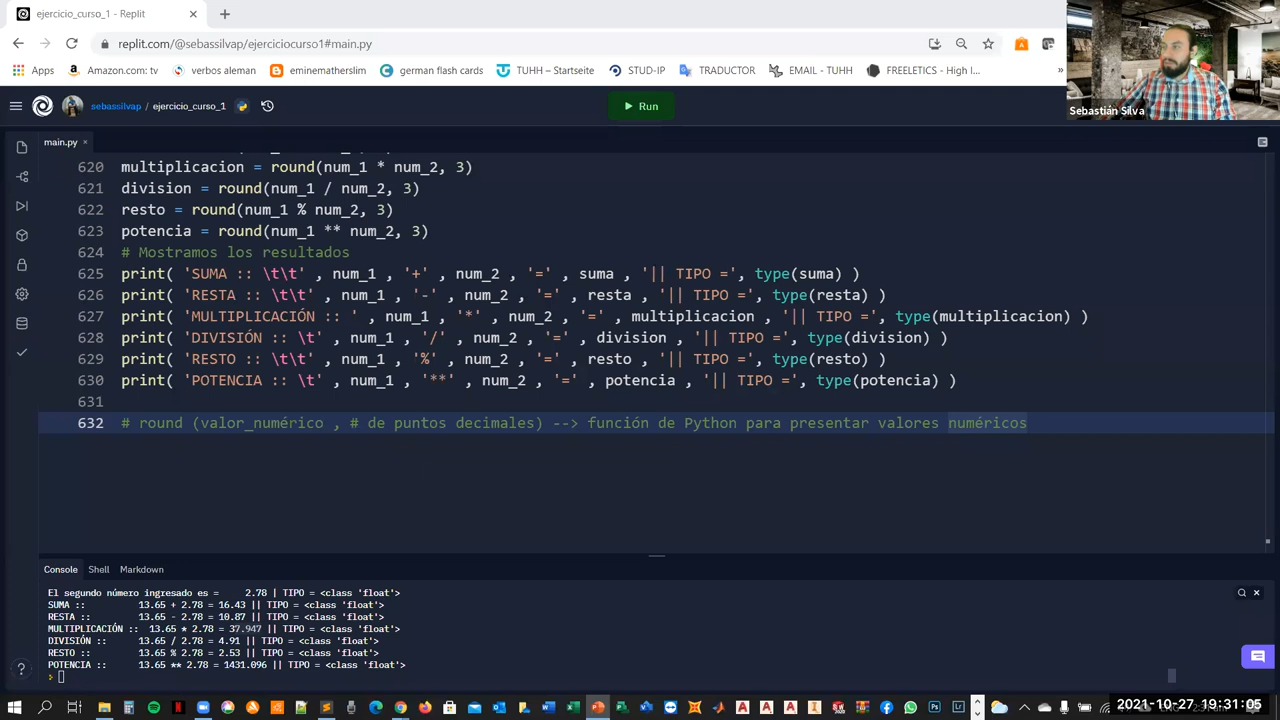 ejercicio_curso_1 - Replit
replit.com/@sebassilvap/ejerciciocurso1#main.py
Apps
Amazon.com: tv
verbos aleman
eminemathslim
german flash cards
TUHH – Startseite
STUD-IP
TRADUCTOR
EMAIL - TUHH
FREELETICS - High I...
»
Sebastián Silva
sebassilvap / ejercicio_curso_1
Run
main.py
620 multiplicacion = round(num_1 * num_2, 3)
621 division = round(num_1 / num_2, 3)
622 resto = round(num_1 % num_2, 3)
623 potencia = round(num_1 ** num_2, 3)
624 # Mostramos los resultados
625 print( 'SUMA :: \t\t' , num_1 , '+' , num_2 , '=' , suma , '|| TIPO =', type(suma) )
626 print( 'RESTA :: \t\t' , num_1 , '-' , num_2 , '=' , resta , '|| TIPO =', type(resta) )
627 print( 'MULTIPLICACIÓN :: ' , num_1 , '*' , num_2 , '=' , multiplicacion , '|| TIPO =', type(multiplicacion) )
628 print( 'DIVISIÓN :: \t' , num_1 , '/' , num_2 , '=' , division , '|| TIPO =', type(division) )
629 print( 'RESTO :: \t\t' , num_1 , '%' , num_2 , '=' , resto , '|| TIPO =', type(resto) )
630 print( 'POTENCIA :: \t' , num_1 , '**' , num_2 , '=' , potencia , '|| TIPO =', type(potencia) )
631
632 # round (valor_numérico , # de puntos decimales) --> función de Python para presentar valores numéricos
Console
Shell
Markdown
El segundo número ingresado es = 2.78 | TIPO = <class 'float'>
SUMA :: 13.65 + 2.78 = 16.43 || TIPO = <class 'float'>
RESTA :: 13.65 - 2.78 = 10.87 || TIPO = <class 'float'>
MULTIPLICACIÓN :: 13.65 * 2.78 = 37.947 || TIPO = <class 'float'>
DIVISIÓN :: 13.65 / 2.78 = 4.91 || TIPO = <class 'float'>
RESTO :: 13.65 % 2.78 = 2.53 || TIPO = <class 'float'>
POTENCIA :: 13.65 ** 2.78 = 1431.096 || TIPO = <class 'float'>
2021-10-27 19:31:05